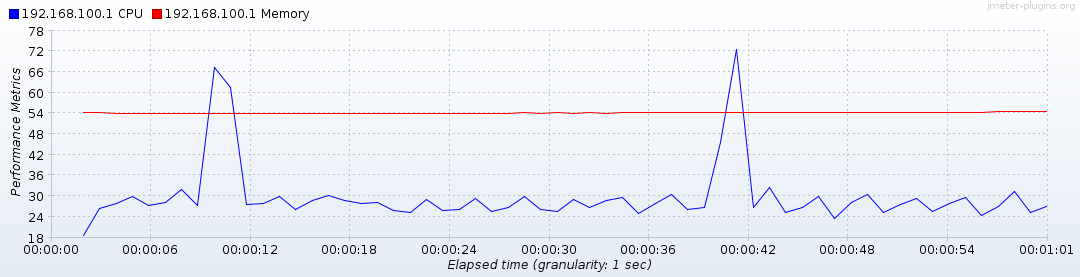 jmeter-plugins.org
192.168.100.1 CPU 192.168.100.1 Memory
78
72
66
60
54
48
42
36
30
24
18
Performance Metrics
00:00:00 00:00:06 00:00:12 00:00:18 00:00:24 00:00:30 00:00:36 00:00:42 00:00:48 00:00:54 00:01:01
Elapsed time (granularity: 1 sec)